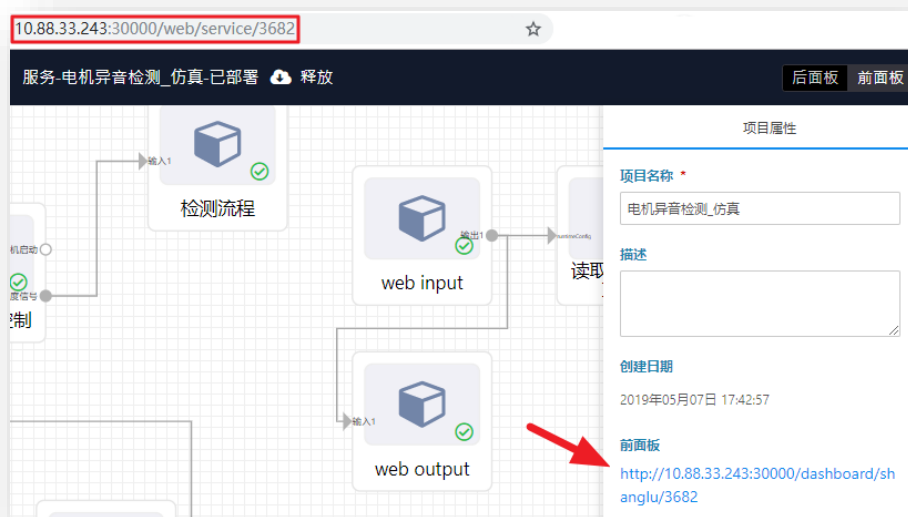 10.88.33.243:30000/web/service/3682
服务-电机异音检测_仿真-已部署 释放
后面板 前面板
项目属性
输入1
检测流程
机启动
度信号
控制
输出1
web input
runtimeConfig
读取
输入1
web output
项目名称 *
电机异音检测_仿真
描述
创建日期
2019年05月07日 17:42:57
前面板
http://10.88.33.243:30000/dashboard/sh
anglu/3682